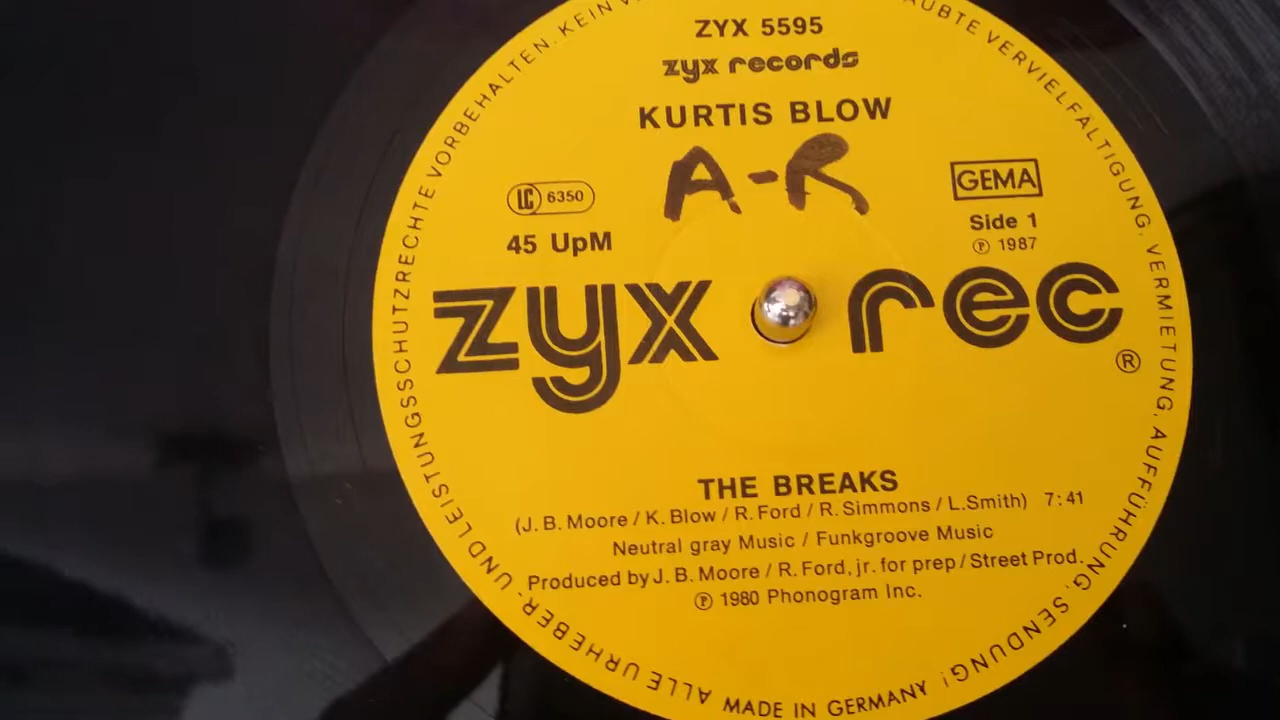 ZYX 5595
zyx records
KURTIS BLOW
A-R
LC 6350
GEMA
45 UpM
Side 1
℗ 1987
zyx rec
®
THE BREAKS
(J. B. Moore / K. Blow / R. Ford / R. Simmons / L. Smith) 7:41
Neutral gray Music / Funkgroove Music
Produced by J. B. Moore / R. Ford, jr. for prep / Street Prod.
℗ 1980 Phonogram Inc.
ALLE URHEBER- UND LEISTUNGSSCHUTZRECHTE VORBEHALTEN. KEIN
VERVIELFÄLTIGUNG, VERMIETUNG, AUFFÜHRUNG, SENDUNG!
MADE IN GERMANY